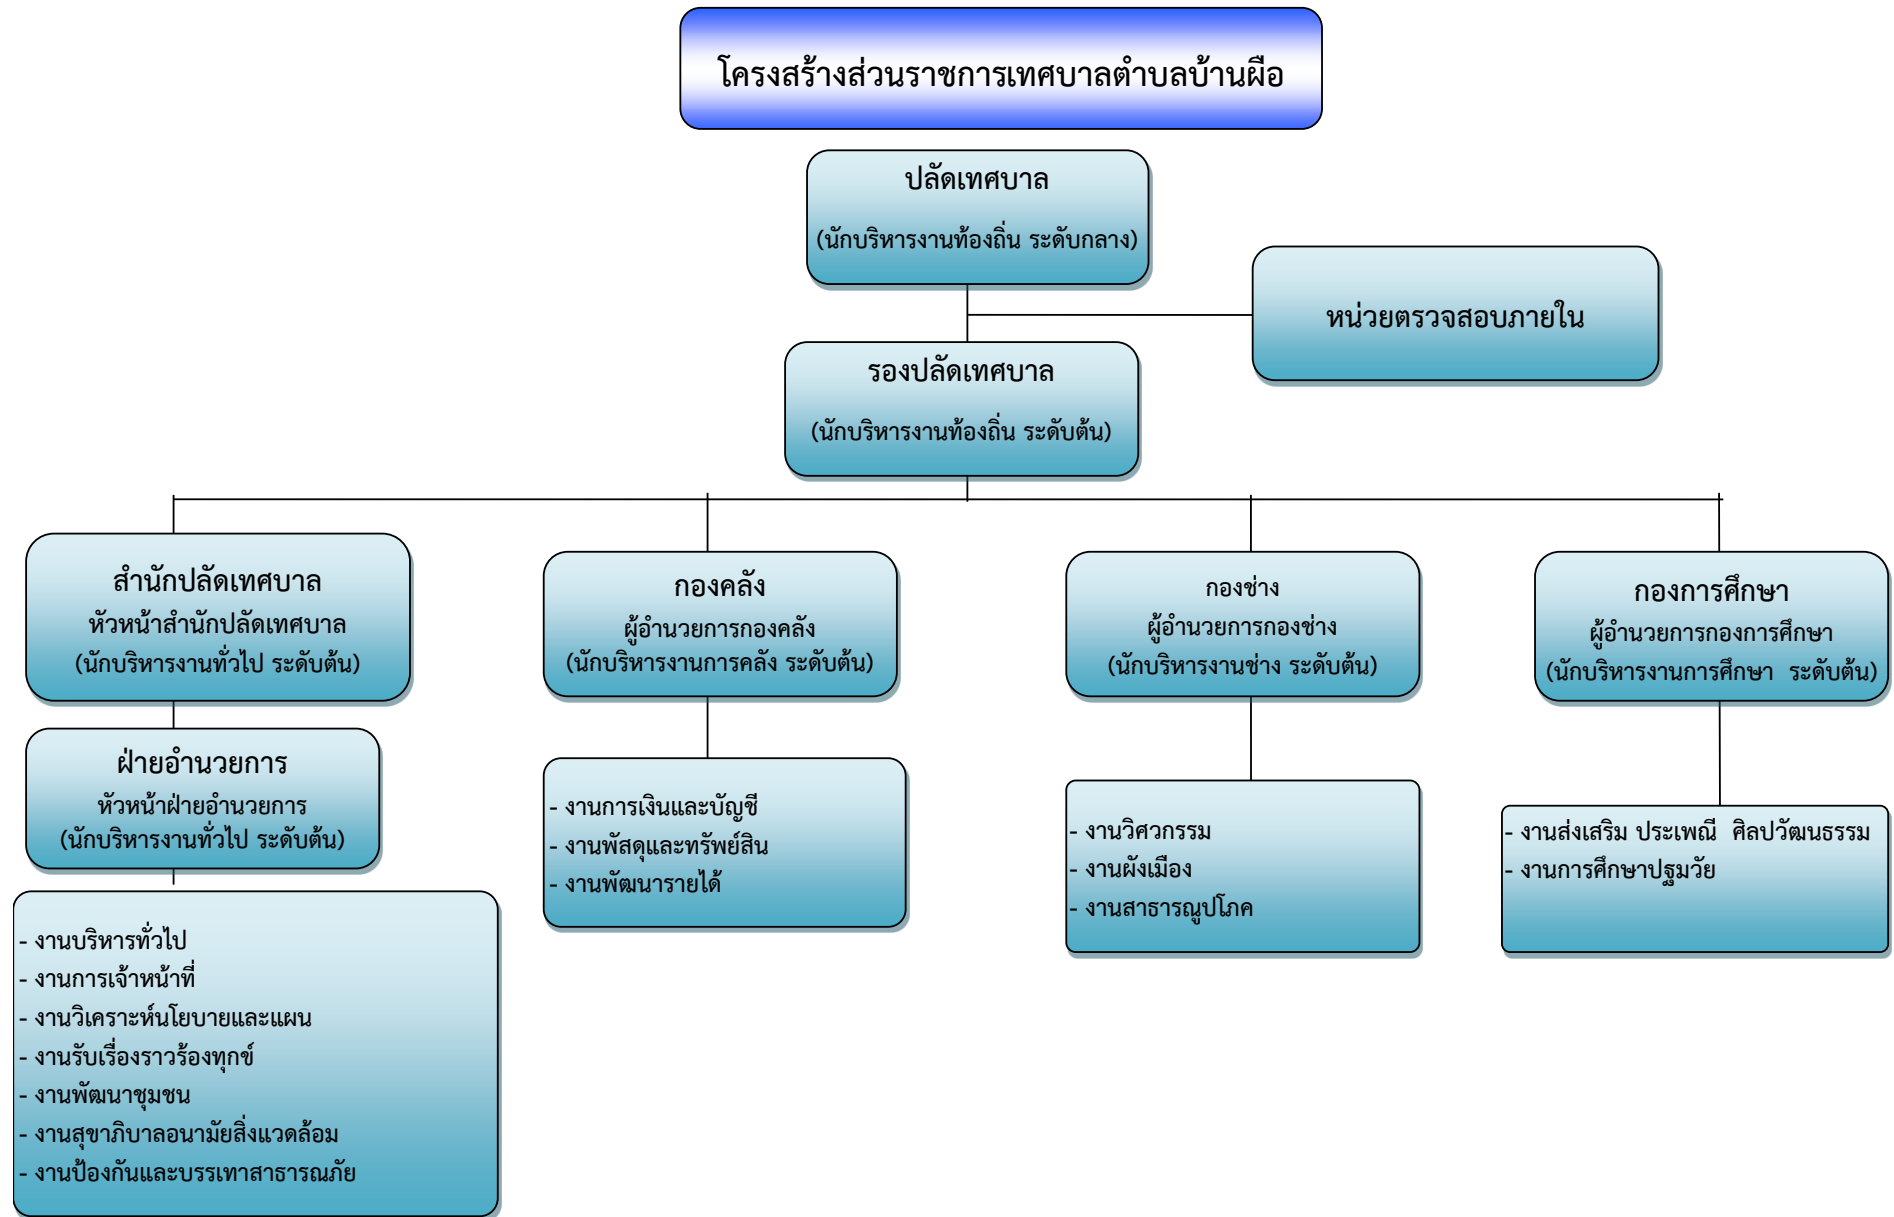 โครงสร้างส่วนราชการเทศบาลตำบลบ้านผือ
ปลัดเทศบาล
(นักบริหารงานท้องถิ่น ระดับกลาง)
หน่วยตรวจสอบภายใน
รองปลัดเทศบาล
(นักบริหารงานท้องถิ่น ระดับต้น)
สำนักปลัดเทศบาล
หัวหน้าสำนักปลัดเทศบาล
(นักบริหารงานทั่วไป ระดับต้น)
ฝ่ายอำนวยการ
หัวหน้าฝ่ายอำนวยการ
(นักบริหารงานทั่วไป ระดับต้น)
- งานบริหารทั่วไป
- งานการเจ้าหน้าที่
- งานวิเคราะห์นโยบายและแผน
- งานรับเรื่องราวร้องทุกข์
- งานพัฒนาชุมชน
- งานสุขาภิบาลอนามัยสิ่งแวดล้อม
- งานป้องกันและบรรเทาสาธารณภัย
กองคลัง
ผู้อำนวยการกองคลัง
(นักบริหารงานการคลัง ระดับต้น)
- งานการเงินและบัญชี
- งานพัสดุและทรัพย์สิน
- งานพัฒนารายได้
กองช่าง
ผู้อำนวยการกองช่าง
(นักบริหารงานช่าง ระดับต้น)
- งานวิศวกรรม
- งานผังเมือง
- งานสาธารณูปโภค
กองการศึกษา
ผู้อำนวยการกองการศึกษา
(นักบริหารงานการศึกษา  ระดับต้น)
- งานส่งเสริม ประเพณี  ศิลปวัฒนธรรม
- งานการศึกษาปฐมวัย